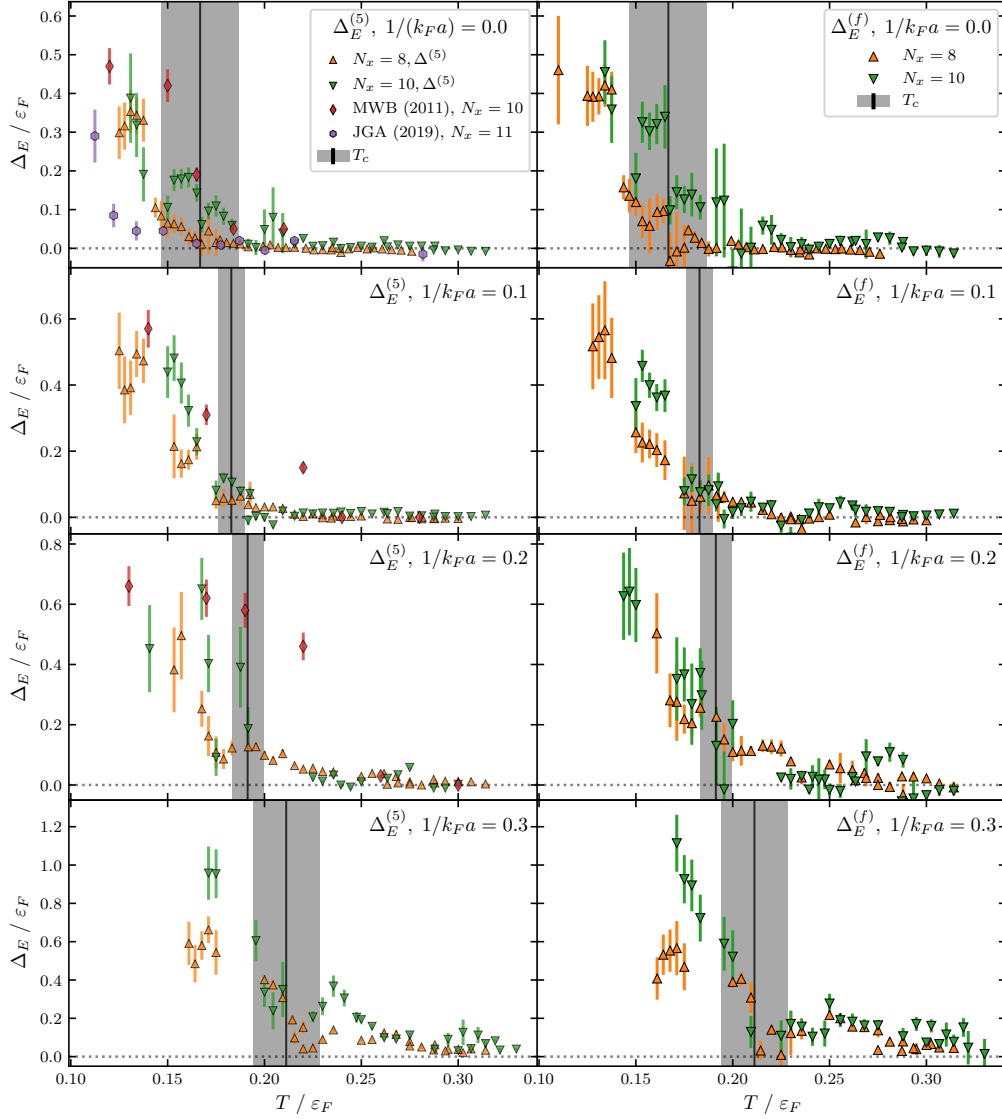 Δ_E^(5), 1/(k_F a) = 0.0
N_x = 8, Δ^(5)
N_x = 10, Δ^(5)
MWB (2011), N_x = 10
JGA (2019), N_x = 11
T_c
Δ_E^(f), 1/k_F a = 0.0
N_x = 8
N_x = 10
T_c
0.6
0.5
0.4
0.3
0.2
0.1
0.0
Δ_E / ε_F
Δ_E^(5), 1/k_F a = 0.1
Δ_E^(f), 1/k_F a = 0.1
0.6
0.4
0.2
0.0
Δ_E / ε_F
Δ_E^(5), 1/k_F a = 0.2
Δ_E^(f), 1/k_F a = 0.2
0.8
0.6
0.4
0.2
0.0
Δ_E / ε_F
Δ_E^(5), 1/k_F a = 0.3
Δ_E^(f), 1/k_F a = 0.3
1.2
1.0
0.8
0.6
0.4
0.2
0.0
Δ_E / ε_F
0.10 0.15 0.20 0.25 0.30 0.10 0.15 0.20 0.25 0.30
T / ε_F T / ε_F